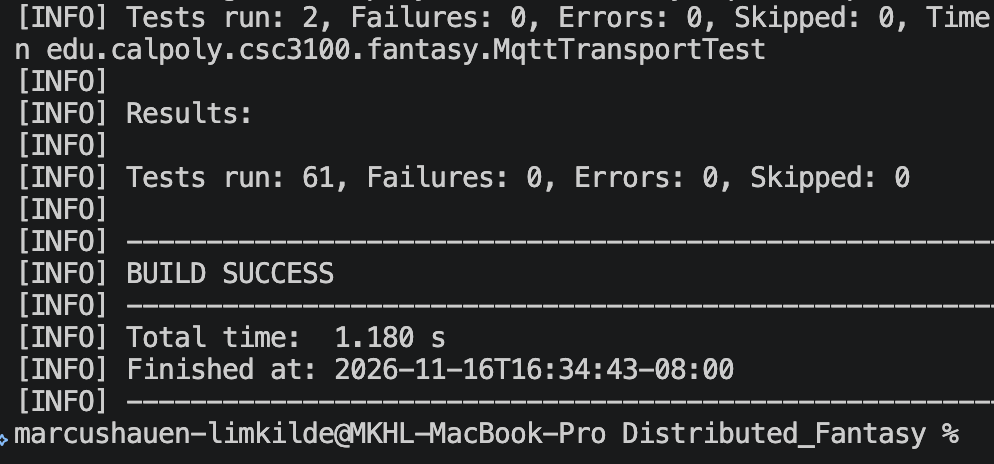 [INFO] Tests run: 2, Failures: 0, Errors: 0, Skipped: 0, Time
n edu.calpoly.csc3100.fantasy.MqttTransportTest
[INFO]
[INFO] Results:
[INFO]
[INFO] Tests run: 61, Failures: 0, Errors: 0, Skipped: 0
[INFO]
[INFO] ------------------------------------------------------
[INFO] BUILD SUCCESS
[INFO] ------------------------------------------------------
[INFO] Total time:  1.180 s
[INFO] Finished at: 2026-11-16T16:34:43-08:00
[INFO] ------------------------------------------------------
marcushauen-limkilde@MKHL-MacBook-Pro Distributed_Fantasy %